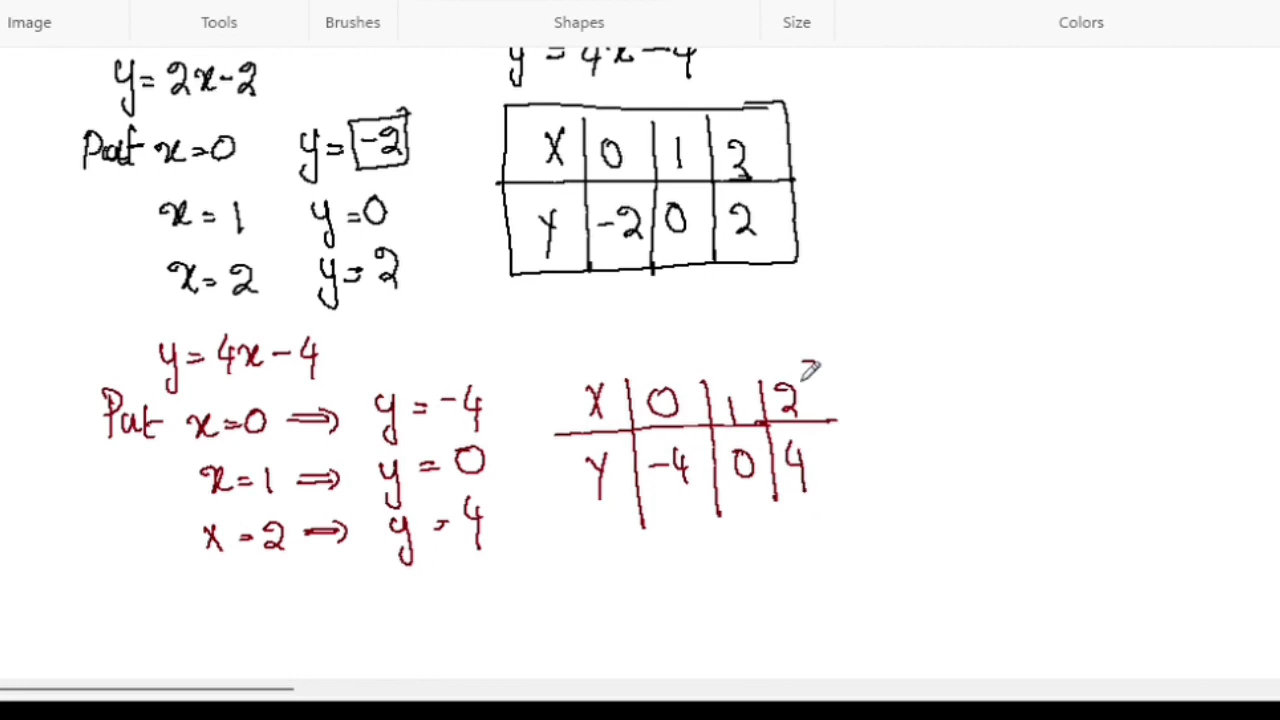 Image Tools Brushes Shapes Size Colors
y = 2x - 2
y = 4x - 4
Put x = 0 y = -2
x = 1 y = 0
x = 2 y = 2
X 0 1 2
Y -2 0 2
y = 4x - 4
Put x = 0 ⟹ y = -4
x = 1 ⟹ y = 0
x = 2 ⟹ y = 4
X 0 1 2
Y -4 0 4